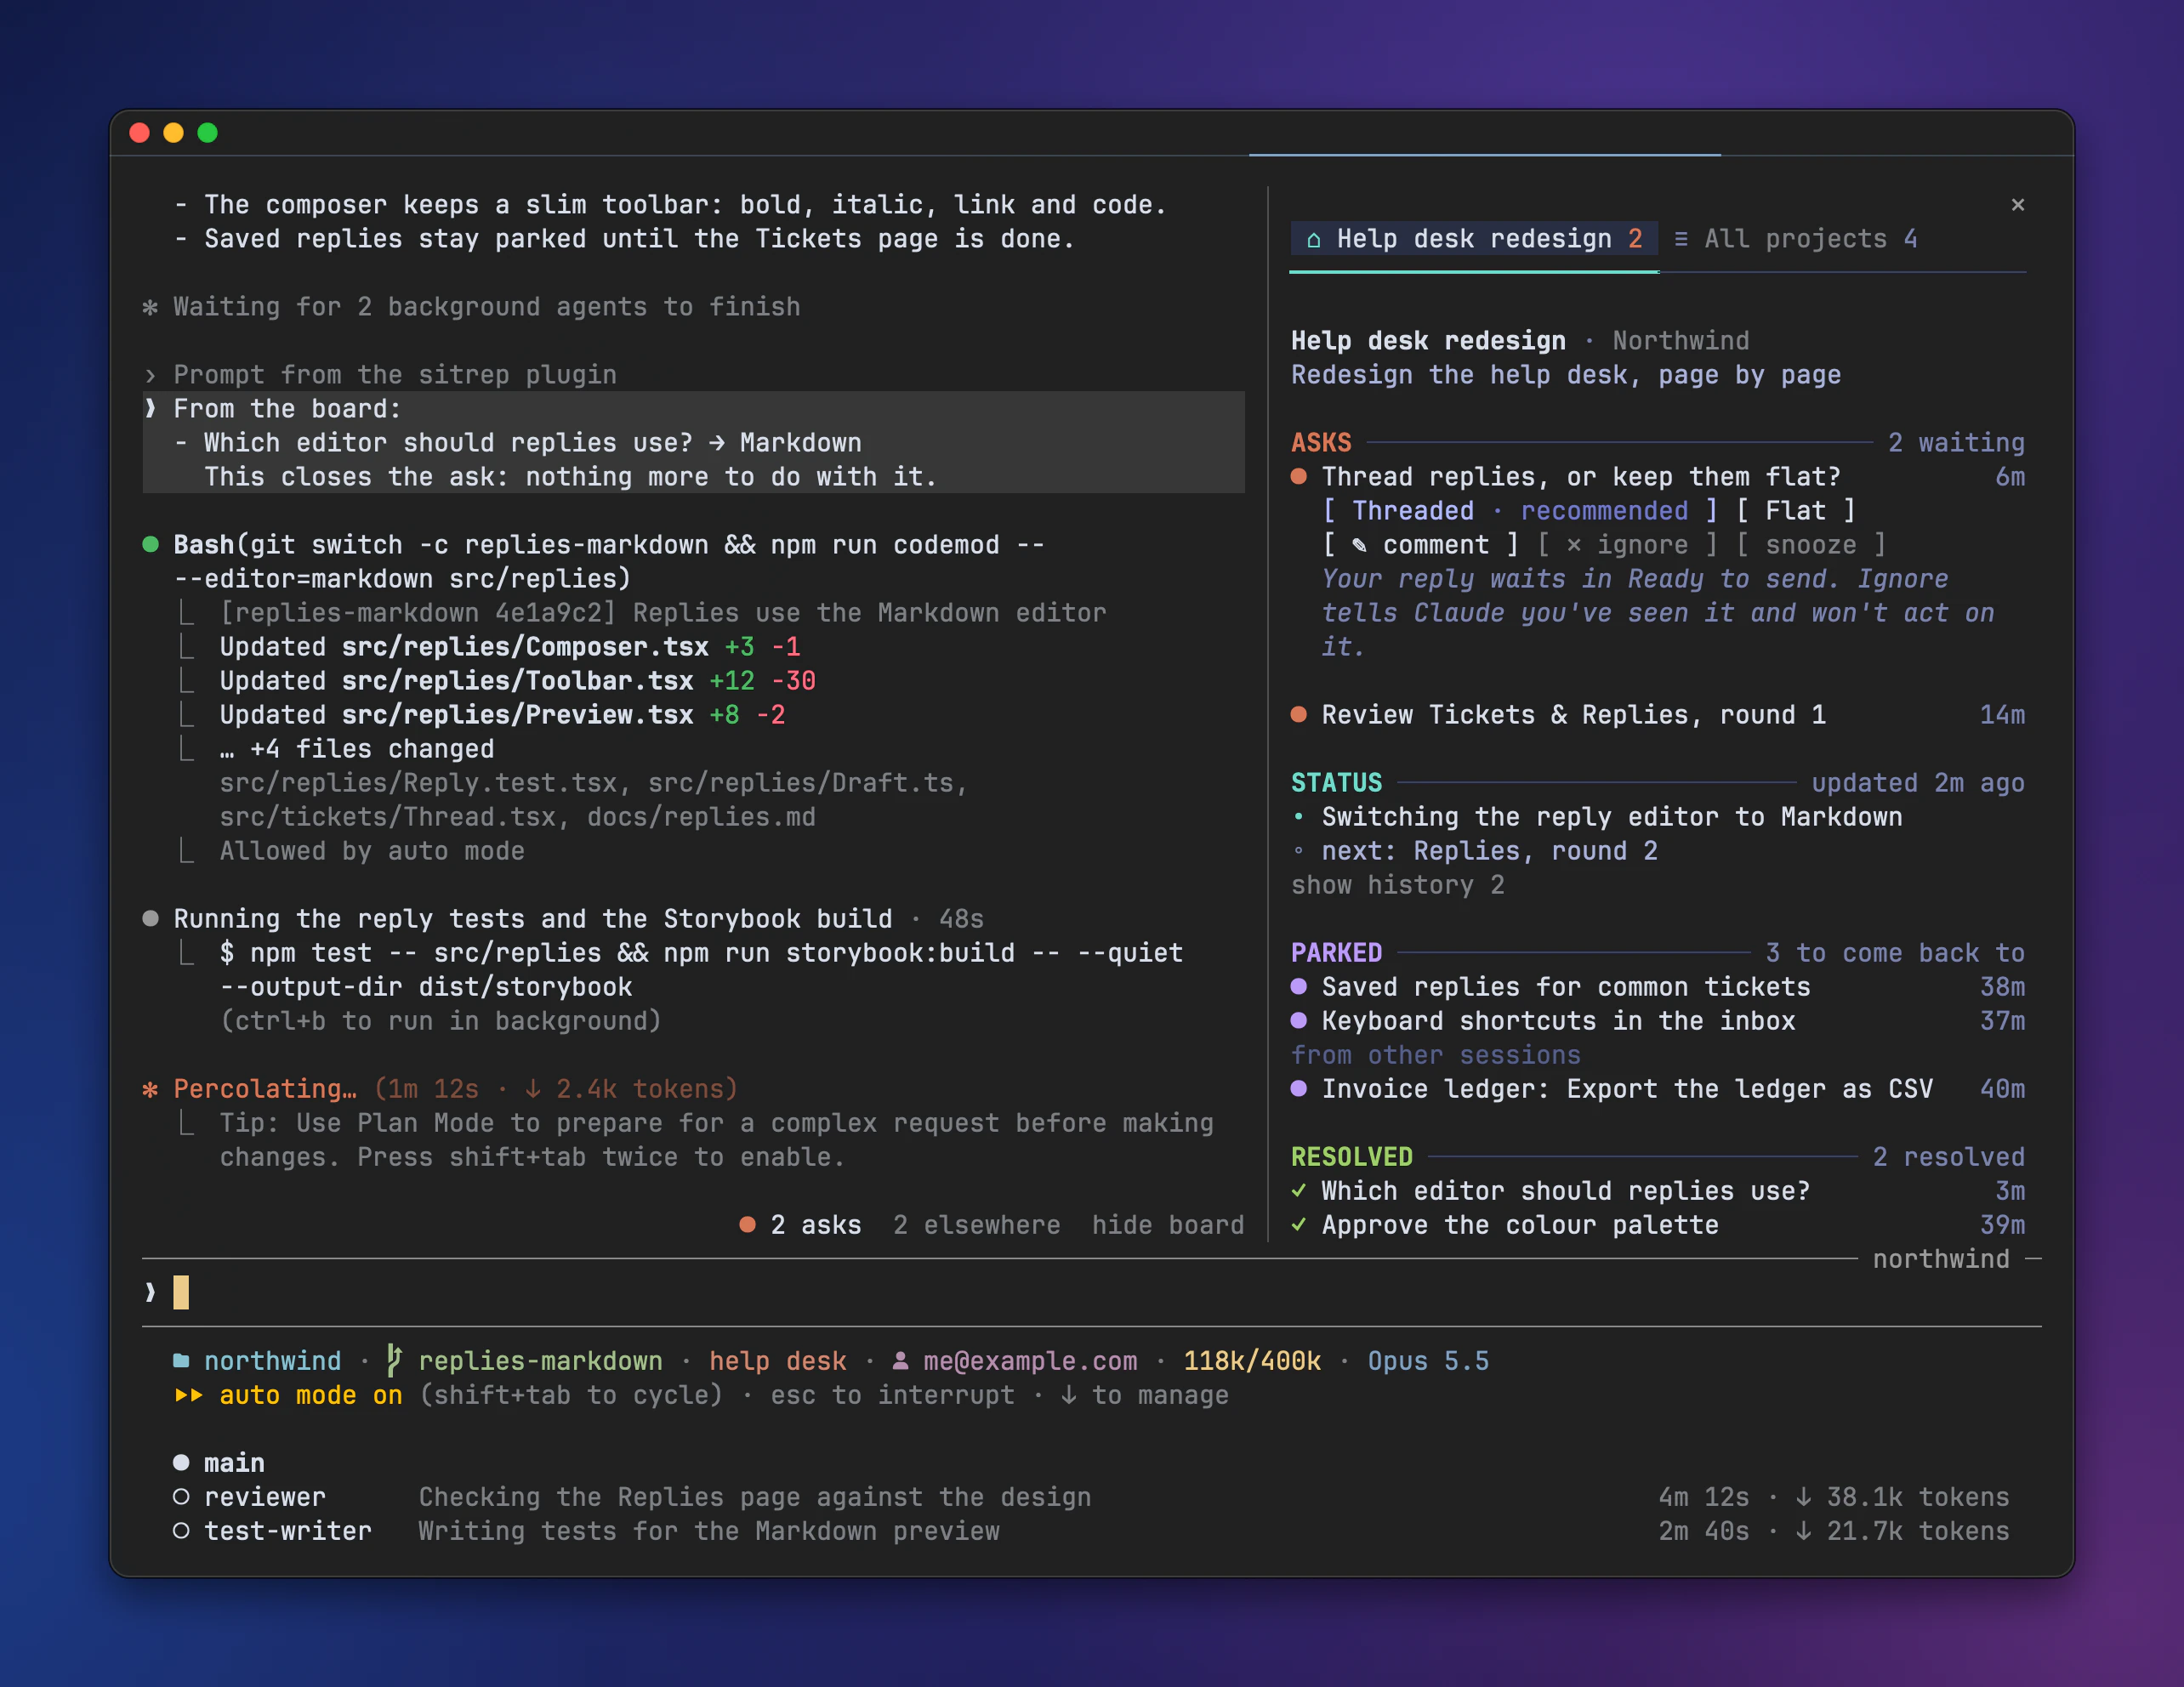 - The composer keeps a slim toolbar: bold, italic, link and code.
- Saved replies stay parked until the Tickets page is done.
✻ Waiting for 2 background agents to finish
› Prompt from the sitrep plugin
❯ From the board:
- Which editor should replies use? → Markdown
This closes the ask: nothing more to do with it.
● Bash(git switch -c replies-markdown && npm run codemod --
--editor=markdown src/replies)
⎿ [replies-markdown 4e1a9c2] Replies use the Markdown editor
⎿ Updated src/replies/Composer.tsx +3 -1
⎿ Updated src/replies/Toolbar.tsx +12 -30
⎿ Updated src/replies/Preview.tsx +8 -2
⎿ … +4 files changed
src/replies/Reply.test.tsx, src/replies/Draft.ts,
src/tickets/Thread.tsx, docs/replies.md
⎿ Allowed by auto mode
● Running the reply tests and the Storybook build · 48s
⎿ $ npm test -- src/replies && npm run storybook:build -- --quiet
--output-dir dist/storybook
(ctrl+b to run in background)
✻ Percolating… (1m 12s · ↓ 2.4k tokens)
⎿ Tip: Use Plan Mode to prepare for a complex request before making
changes. Press shift+tab twice to enable.
● 2 asks 2 elsewhere hide board
×
⌂ Help desk redesign 2 ≡ All projects 4
Help desk redesign · Northwind
Redesign the help desk, page by page
ASKS 2 waiting
● Thread replies, or keep them flat? 6m
[ Threaded · recommended ] [ Flat ]
[ ✎ comment ] [ × ignore ] [ snooze ]
Your reply waits in Ready to send. Ignore
tells Claude you've seen it and won't act on
it.
● Review Tickets & Replies, round 1 14m
STATUS updated 2m ago
• Switching the reply editor to Markdown
◦ next: Replies, round 2
show history 2
PARKED 3 to come back to
● Saved replies for common tickets 38m
● Keyboard shortcuts in the inbox 37m
from other sessions
● Invoice ledger: Export the ledger as CSV 40m
RESOLVED 2 resolved
✓ Which editor should replies use? 3m
✓ Approve the colour palette 39m
northwind
❯
northwind · replies-markdown · help desk · me@example.com · 118k/400k · Opus 5.5
▸▸ auto mode on (shift+tab to cycle) · esc to interrupt · ↓ to manage
● main
○ reviewer Checking the Replies page against the design 4m 12s · ↓ 38.1k tokens
○ test-writer Writing tests for the Markdown preview 2m 40s · ↓ 21.7k tokens